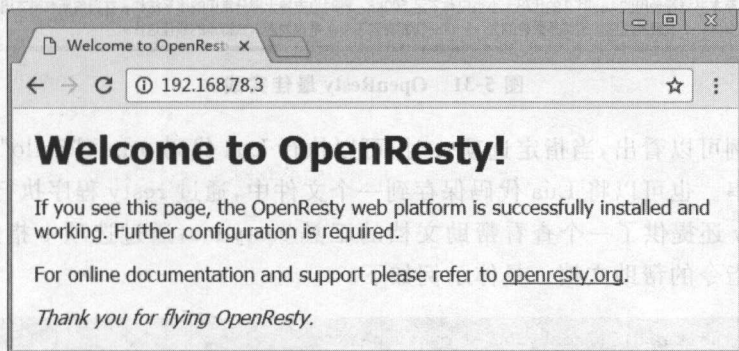 Welcome to OpenRest
192.168.78.3
Welcome to OpenResty!
If you see this page, the OpenResty web platform is successfully installed and
working. Further configuration is required.
For online documentation and support please refer to openresty.org.
Thank you for flying OpenResty.